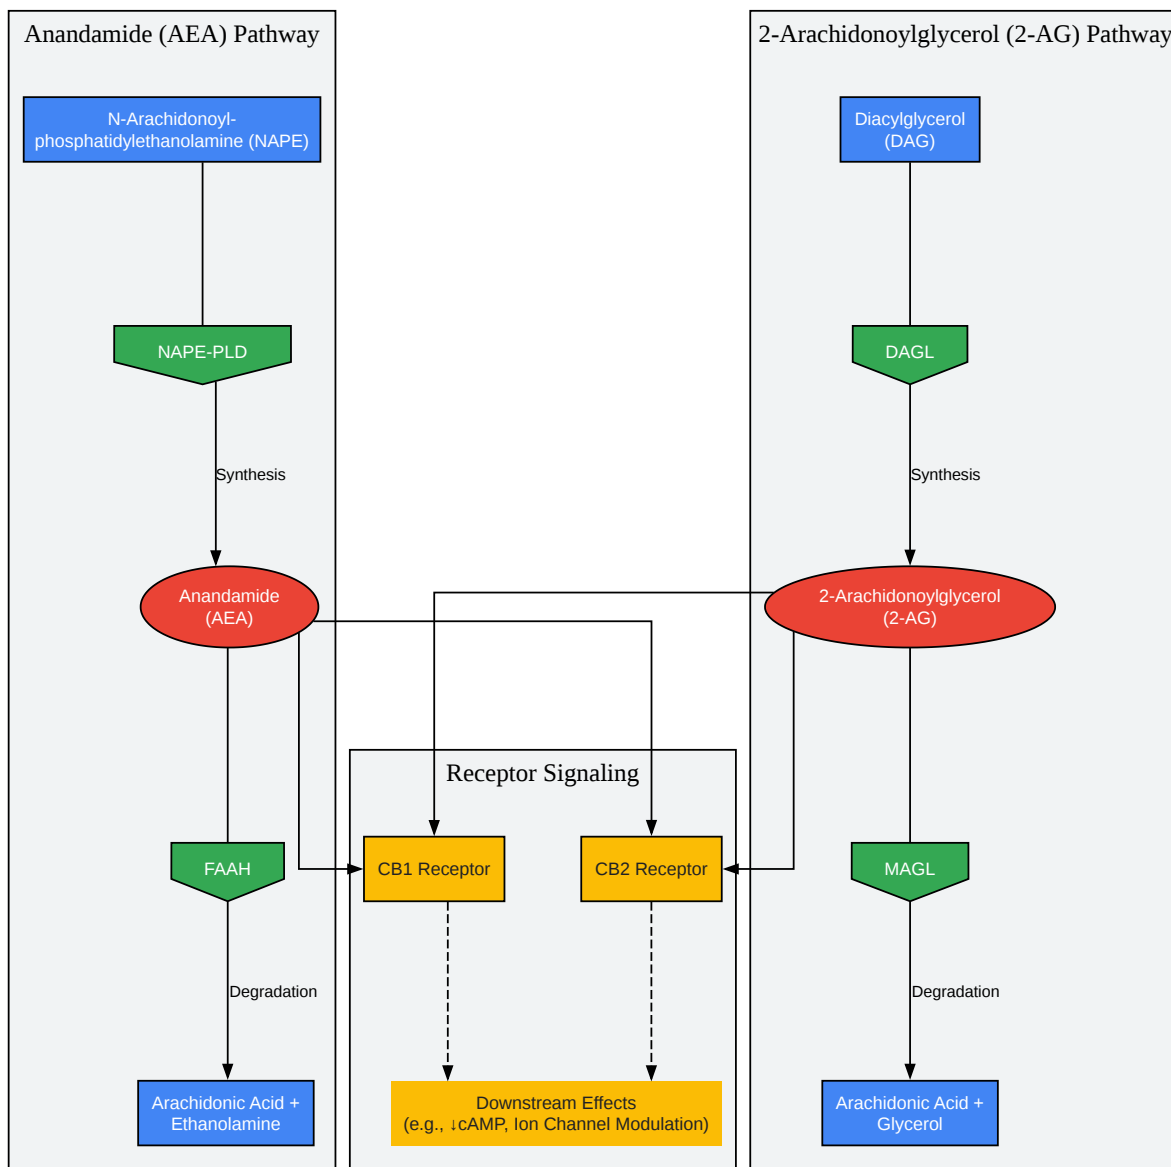 Anandamide (AEA) Pathway
2-Arachidonoylglycerol (2-AG) Pathway
N-Arachidonoyl-
phosphatidylethanolamine (NAPE)
Diacylglycerol
(DAG)
NAPE-PLD
DAGL
Synthesis
Synthesis
Anandamide
(AEA)
2-Arachidonoylglycerol
(2-AG)
Receptor Signaling
FAAH
CB1 Receptor
CB2 Receptor
MAGL
Degradation
Degradation
Arachidonic Acid +
Ethanolamine
Downstream Effects
(e.g., ↓cAMP, Ion Channel Modulation)
Arachidonic Acid +
Glycerol